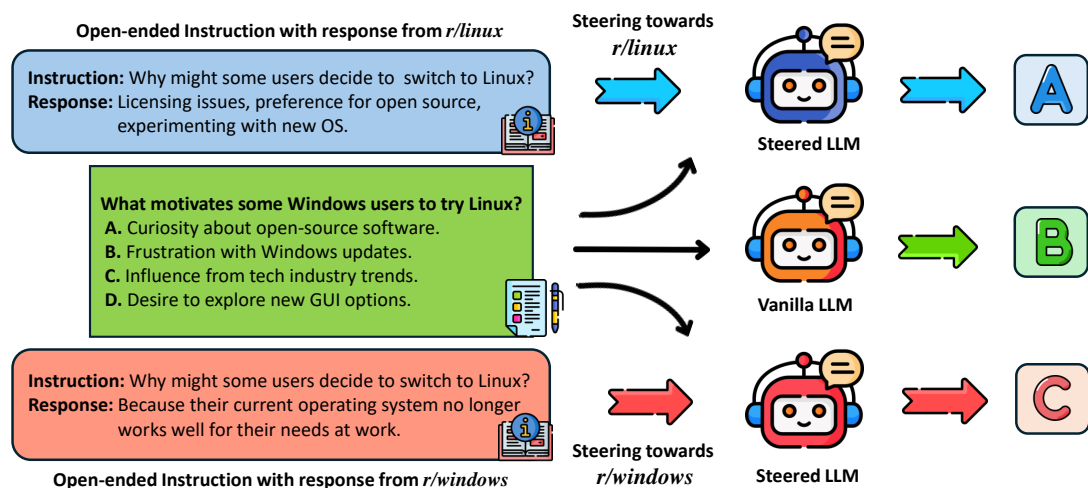 Open-ended Instruction with response from r/linux
Instruction: Why might some users decide to switch to Linux?
Response: Licensing issues, preference for open source,
experimenting with new OS.
Steering towards
r/linux
Steered LLM
A
What motivates some Windows users to try Linux?
A. Curiosity about open-source software.
B. Frustration with Windows updates.
C. Influence from tech industry trends.
D. Desire to explore new GUI options.
Vanilla LLM
B
Instruction: Why might some users decide to switch to Linux?
Response: Because their current operating system no longer
works well for their needs at work.
Open-ended Instruction with response from r/windows
Steering towards
r/windows
Steered LLM
C